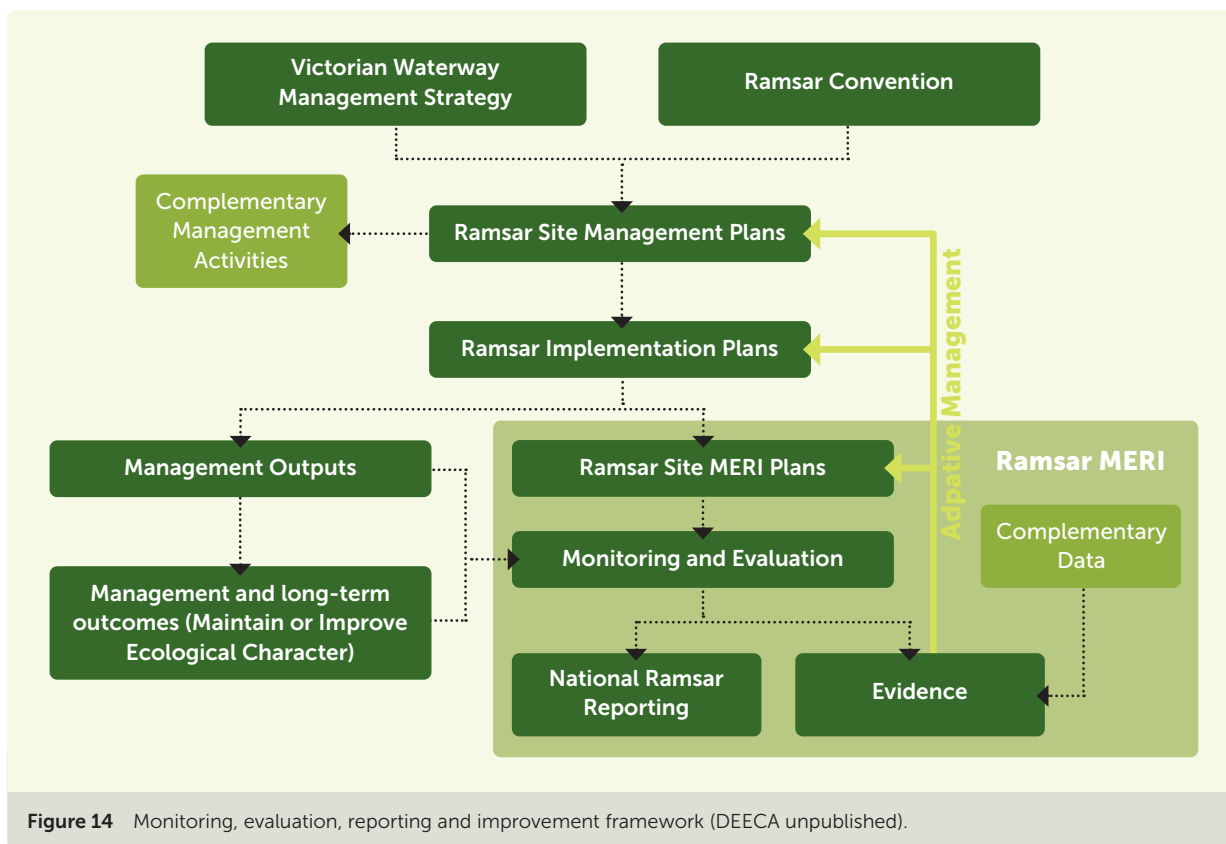 Victorian Waterway
Management Strategy
Ramsar Convention
Complementary
Management
Activities
Ramsar Site Management Plans
Ramsar Implementation Plans
Adpative Management
Management Outputs
Ramsar Site MERI Plans
Ramsar MERI
Monitoring and Evaluation
Complementary
Data
Management and long-term
outcomes (Maintain or Improve
Ecological Character)
National Ramsar
Reporting
Evidence
Figure 14 Monitoring, evaluation, reporting and improvement framework (DEECA unpublished).